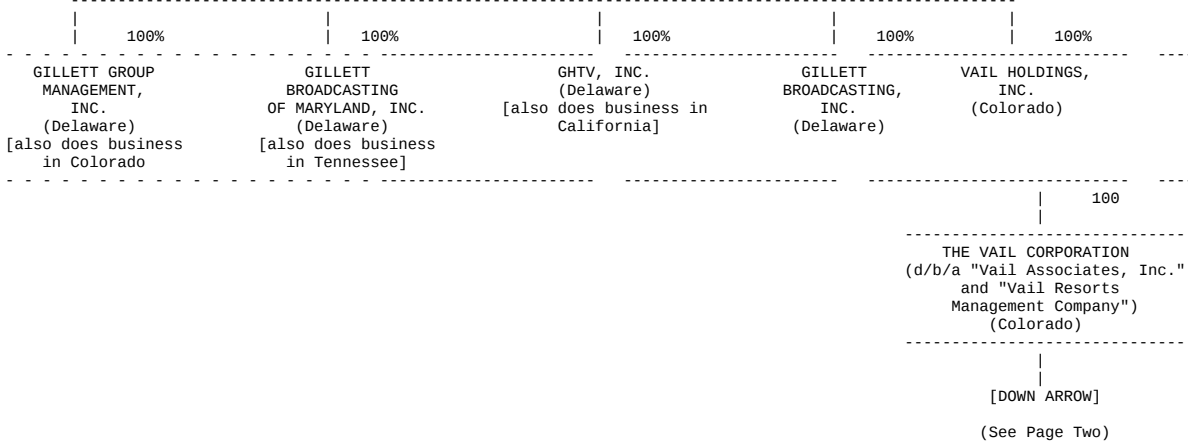 100% 100% 100% 100% 100%
GILLETT GROUP GILLETT GHTV, INC. GILLETT VAIL HOLDINGS,
MANAGEMENT, BROADCASTING (Delaware) BROADCASTING, INC.
INC. OF MARYLAND, INC. [also does business in INC. (Colorado)
(Delaware) (Delaware) California] (Delaware)
[also does business [also does business
in Colorado in Tennessee]
100
THE VAIL CORPORATION
(d/b/a "Vail Associates, Inc."
and "Vail Resorts
Management Company")
(Colorado)
[DOWN ARROW]
(See Page Two)